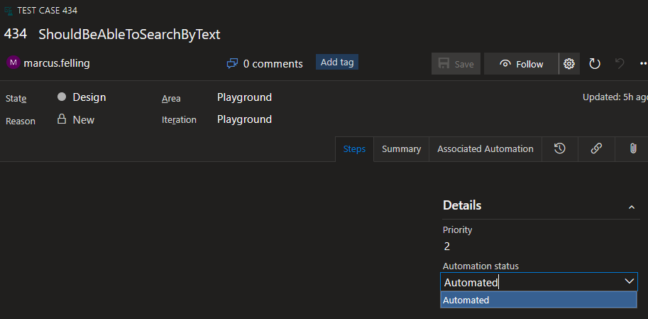 TEST CASE 434
434 ShouldBeAbleToSearchByText
M marcus.felling 0 comments Add tag Save Follow
State Design Area Playground Updated: 5h ago
Reason New Iteration Playground
Steps Summary Associated Automation
Details
Priority
2
Automation status
Automated
Automated